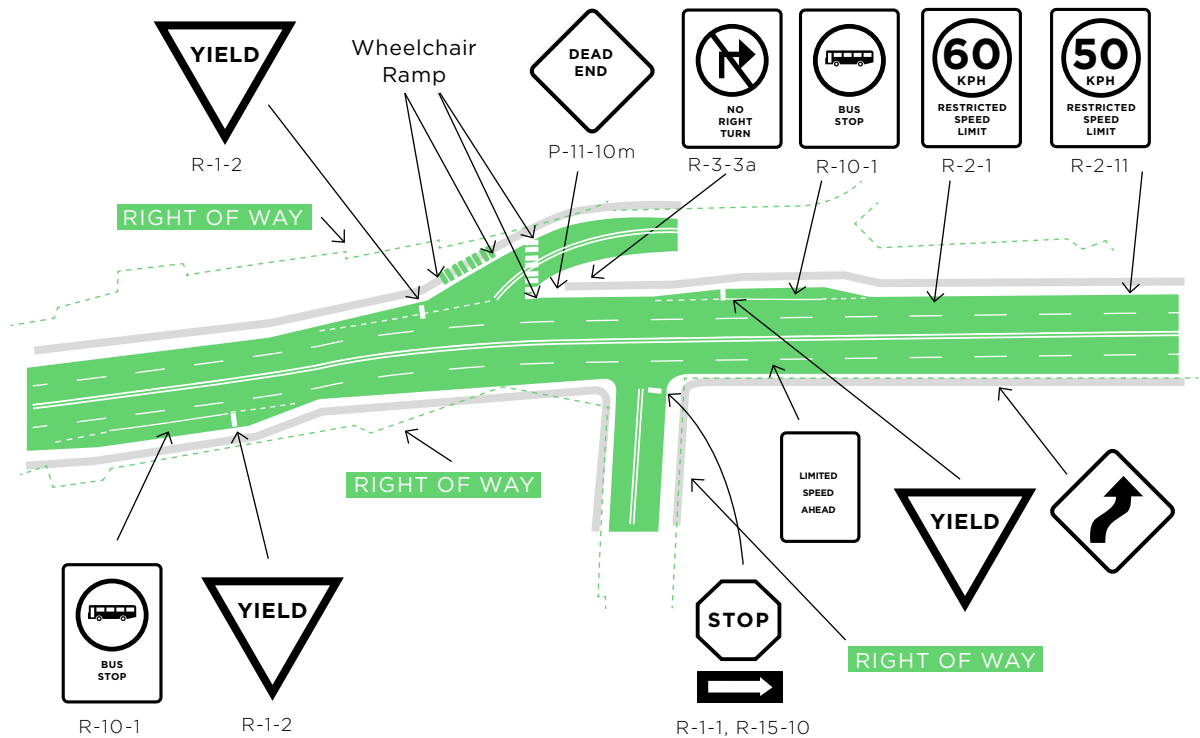 YIELD
R-1-2
Wheelchair
Ramp
DEAD
END
P-11-10m
NO
RIGHT
TURN
R-3-3a
BUS
STOP
R-10-1
60
KPH
RESTRICTED
SPEED
LIMIT
R-2-1
50
KPH
RESTRICTED
SPEED
LIMIT
R-2-11
RIGHT OF WAY
RIGHT OF WAY
LIMITED
SPEED
AHEAD
YIELD
BUS
STOP
R-10-1
YIELD
R-1-2
STOP
R-1-1, R-15-10
RIGHT OF WAY